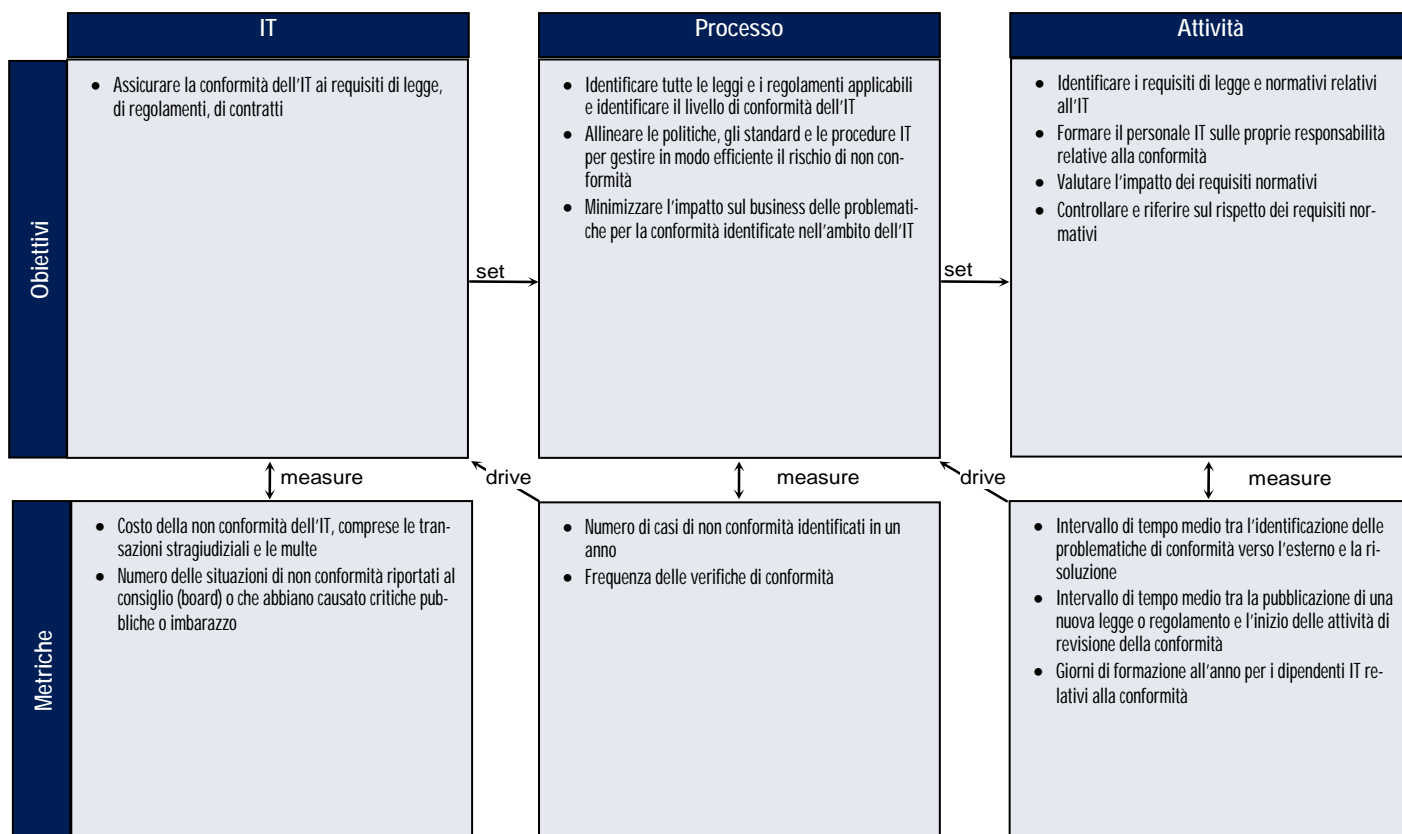 IT
Processo
Attività
Obiettivi
• Assicurare la conformità dell'IT ai requisiti di legge,
di regolamenti, di contratti
• Identificare tutte le leggi e i regolamenti applicabili
e identificare il livello di conformità dell'IT
• Allineare le politiche, gli standard e le procedure IT
per gestire in modo efficiente il rischio di non con-
formità
• Minimizzare l'impatto sul business delle problemati-
che per la conformità identificate nell'ambito dell'IT
• Identificare i requisiti di legge e normativi relativi
all'IT
• Formare il personale IT sulle proprie responsabilità
relative alla conformità
• Valutare l'impatto dei requisiti normativi
• Controllare e riferire sul rispetto dei requisiti nor-
mativi
set
set
measure
drive
measure
drive
measure
Metriche
• Costo della non conformità dell'IT, comprese le tran-
sazioni stragiudiziali e le multe
• Numero delle situazioni di non conformità riportati al
consiglio (board) o che abbiano causato critiche pub-
bliche o imbarazzo
• Numero di casi di non conformità identificati in un
anno
• Frequenza delle verifiche di conformità
• Intervallo di tempo medio tra l'identificazione delle
problematiche di conformità verso l'esterno e la ri-
soluzione
• Intervallo di tempo medio tra la pubblicazione di una
nuova legge o regolamento e l'inizio delle attività di
revisione della conformità
• Giorni di formazione all'anno per i dipendenti IT re-
lativi alla conformità